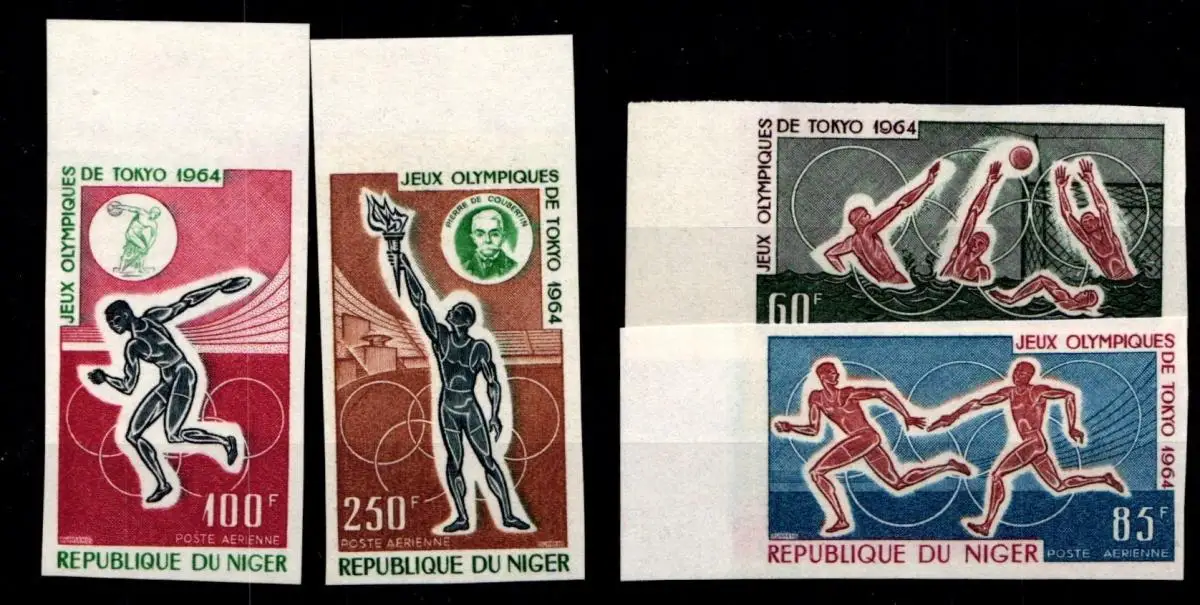 JEUX OLYMPIQUES
DE TOKYO 1964
100F
POSTE AERIENNE
REPUBLIQUE DU NIGER
JEUX OLYMPIQUES
DE TOKYO 1964
PIERRE DE COUBERTIN
250F
POSTE AERIENNE
REPUBLIQUE DU NIGER
JEUX OLYMPIQUES
DE TOKYO 1964
60F
JEUX OLYMPIQUES
DE TOKYO 1964
85F
REPUBLIQUE DU NIGER
POSTE AERIENNE